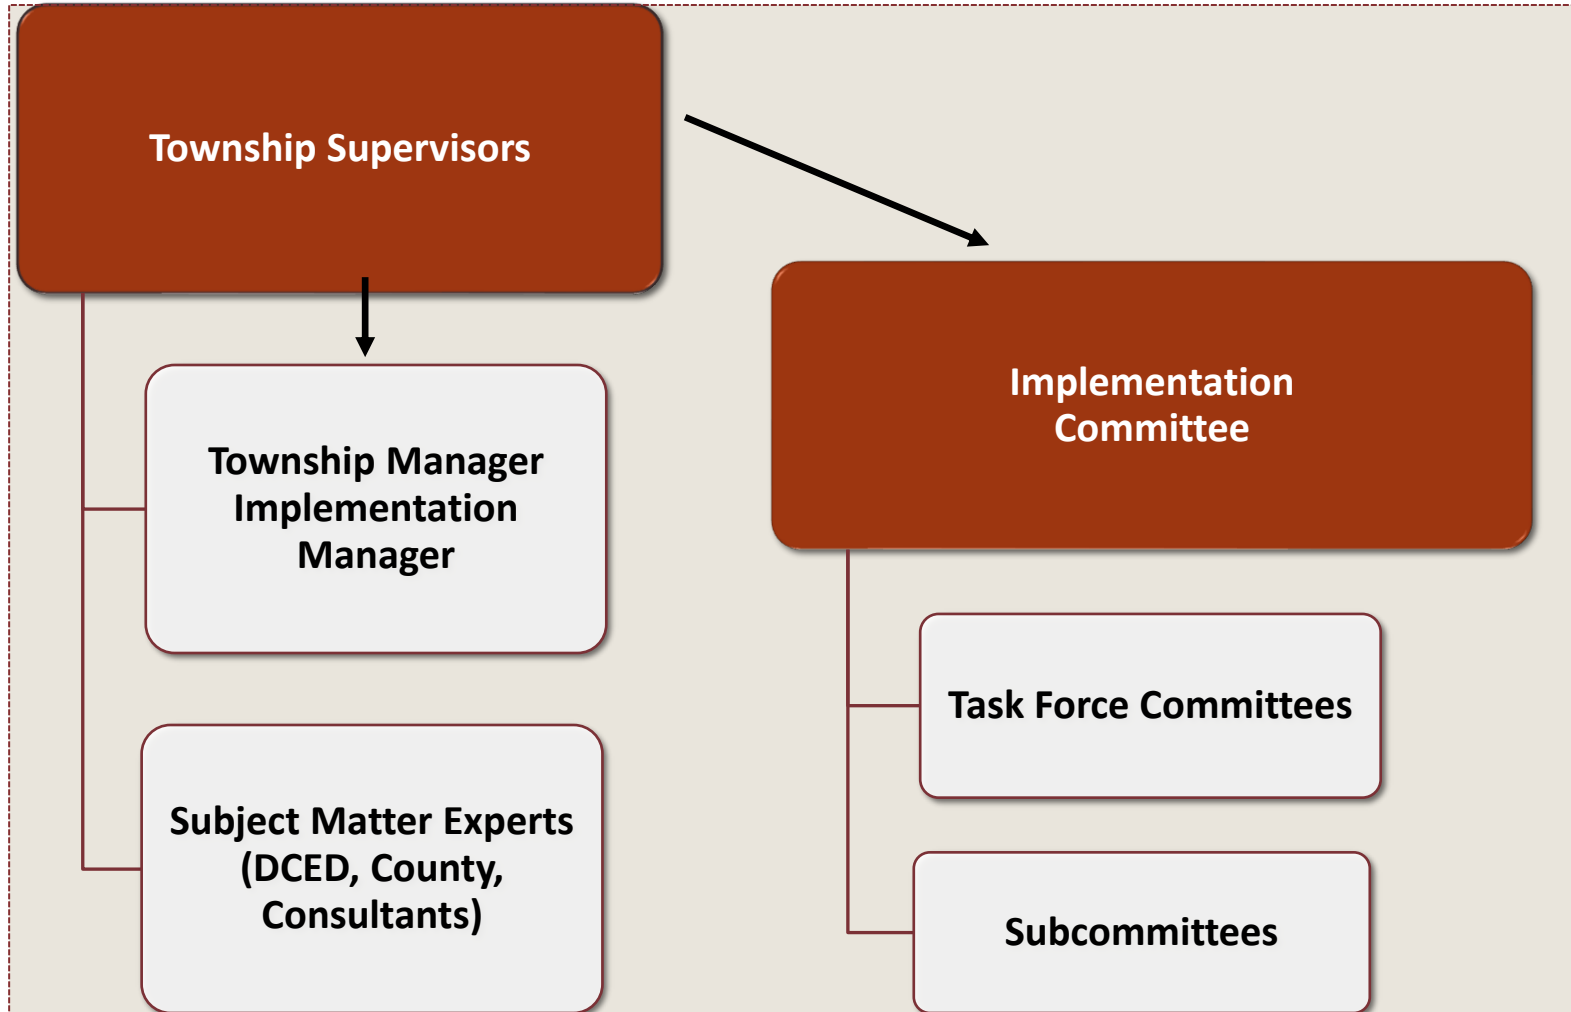 Township Supervisors
Township Manager
Implementation
Manager
Subject Matter Experts
(DCED, County,
Consultants)
Implementation
Committee
Task Force Committees
Subcommittees